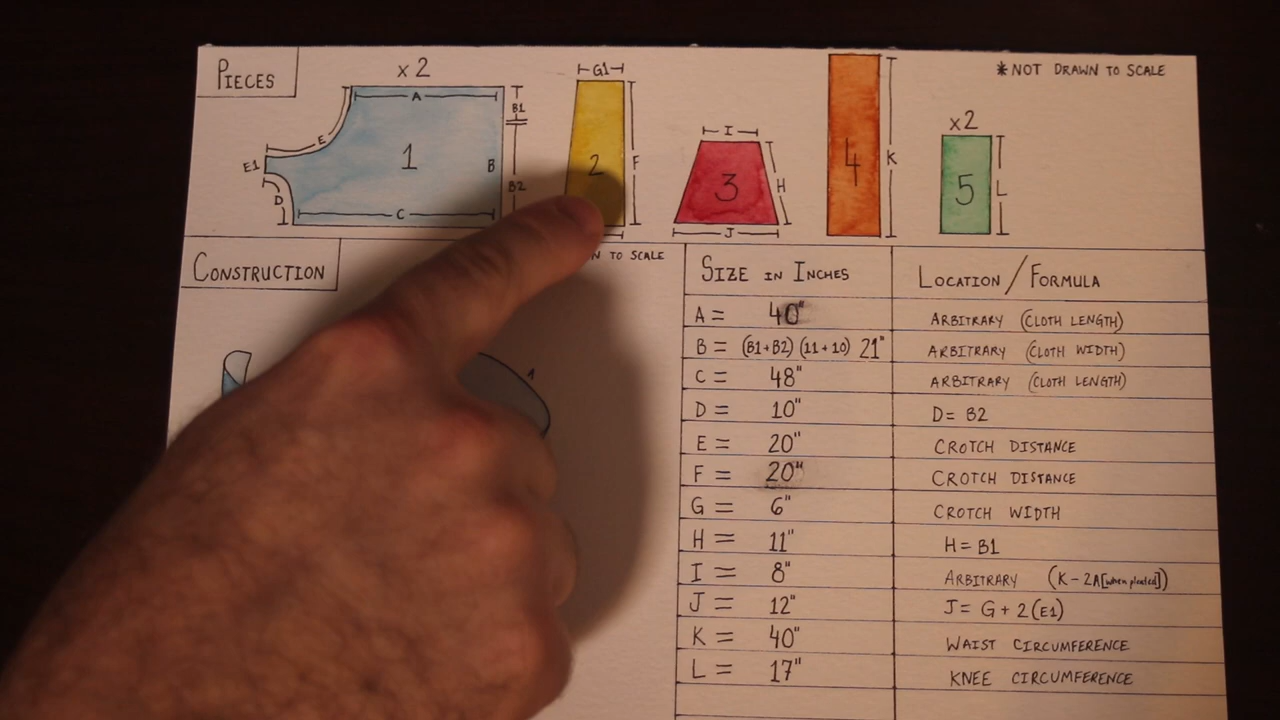 PIECES
x 2
A
E
E1
D
1
B
B1
B2
C
G1
2
F
I
3
H
J
4
K
x2
5
L
*NOT DRAWN TO SCALE
CONSTRUCTION
TO SCALE
1
SIZE IN INCHES LOCATION / FORMULA
A = 40" ARBITRARY (CLOTH LENGTH)
B = (B1+B2) (11+10) 21" ARBITRARY (CLOTH WIDTH)
C = 48" ARBITRARY (CLOTH LENGTH)
D = 10" D = B2
E = 20" CROTCH DISTANCE
F = 20" CROTCH DISTANCE
G = 6" CROTCH WIDTH
H = 11" H = B1
I = 8" ARBITRARY (K - 2A[when pleated])
J = 12" J = G + 2(E1)
K = 40" WAIST CIRCUMFERENCE
L = 17" KNEE CIRCUMFERENCE